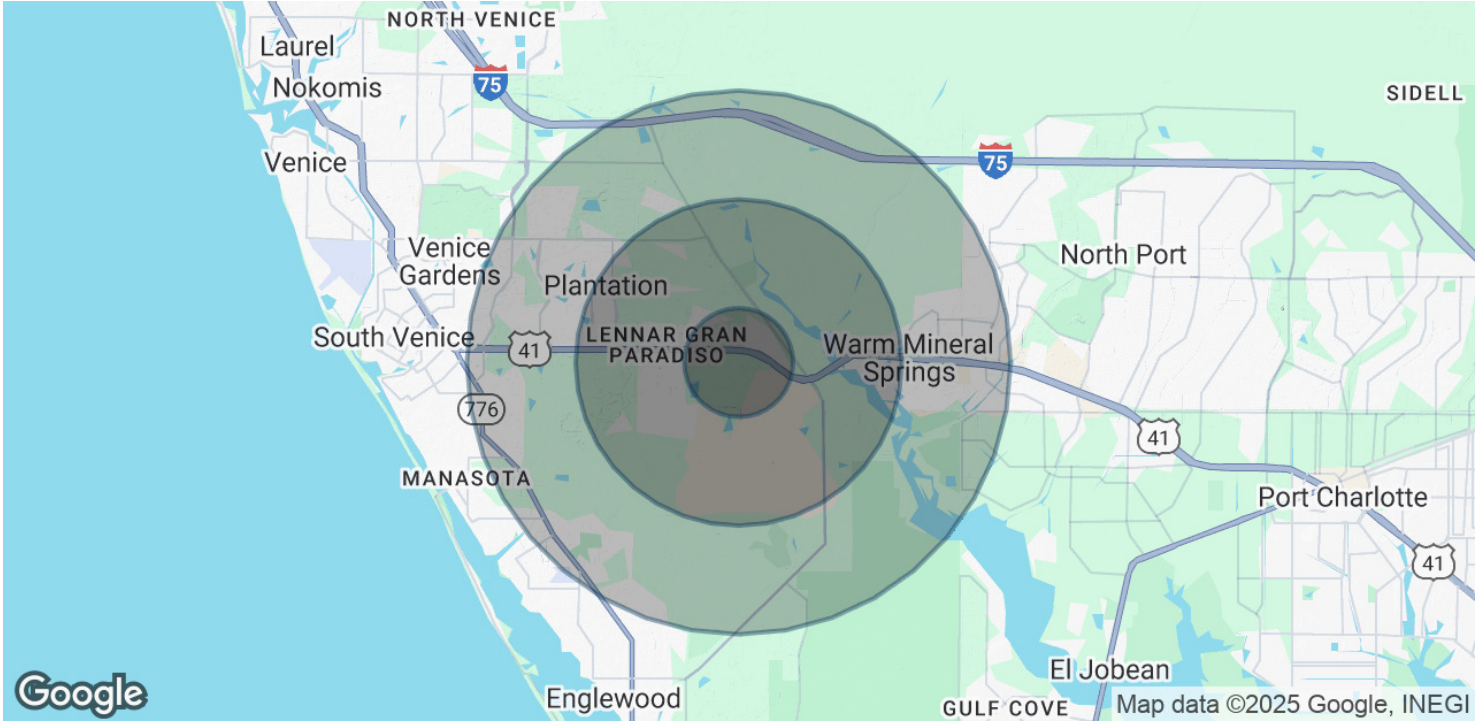 NORTH VENICE
Laurel
Nokomis
75
SIDELL
Venice
75
Venice
Gardens
North Port
Plantation
South Venice
41
LENNAR GRAN
PARADISO
Warm Mineral
Springs
776
41
MANASOTA
Port Charlotte
41
El Jobean
Englewood
GULF COVE
Google
Map data ©2025 Google, INEGI